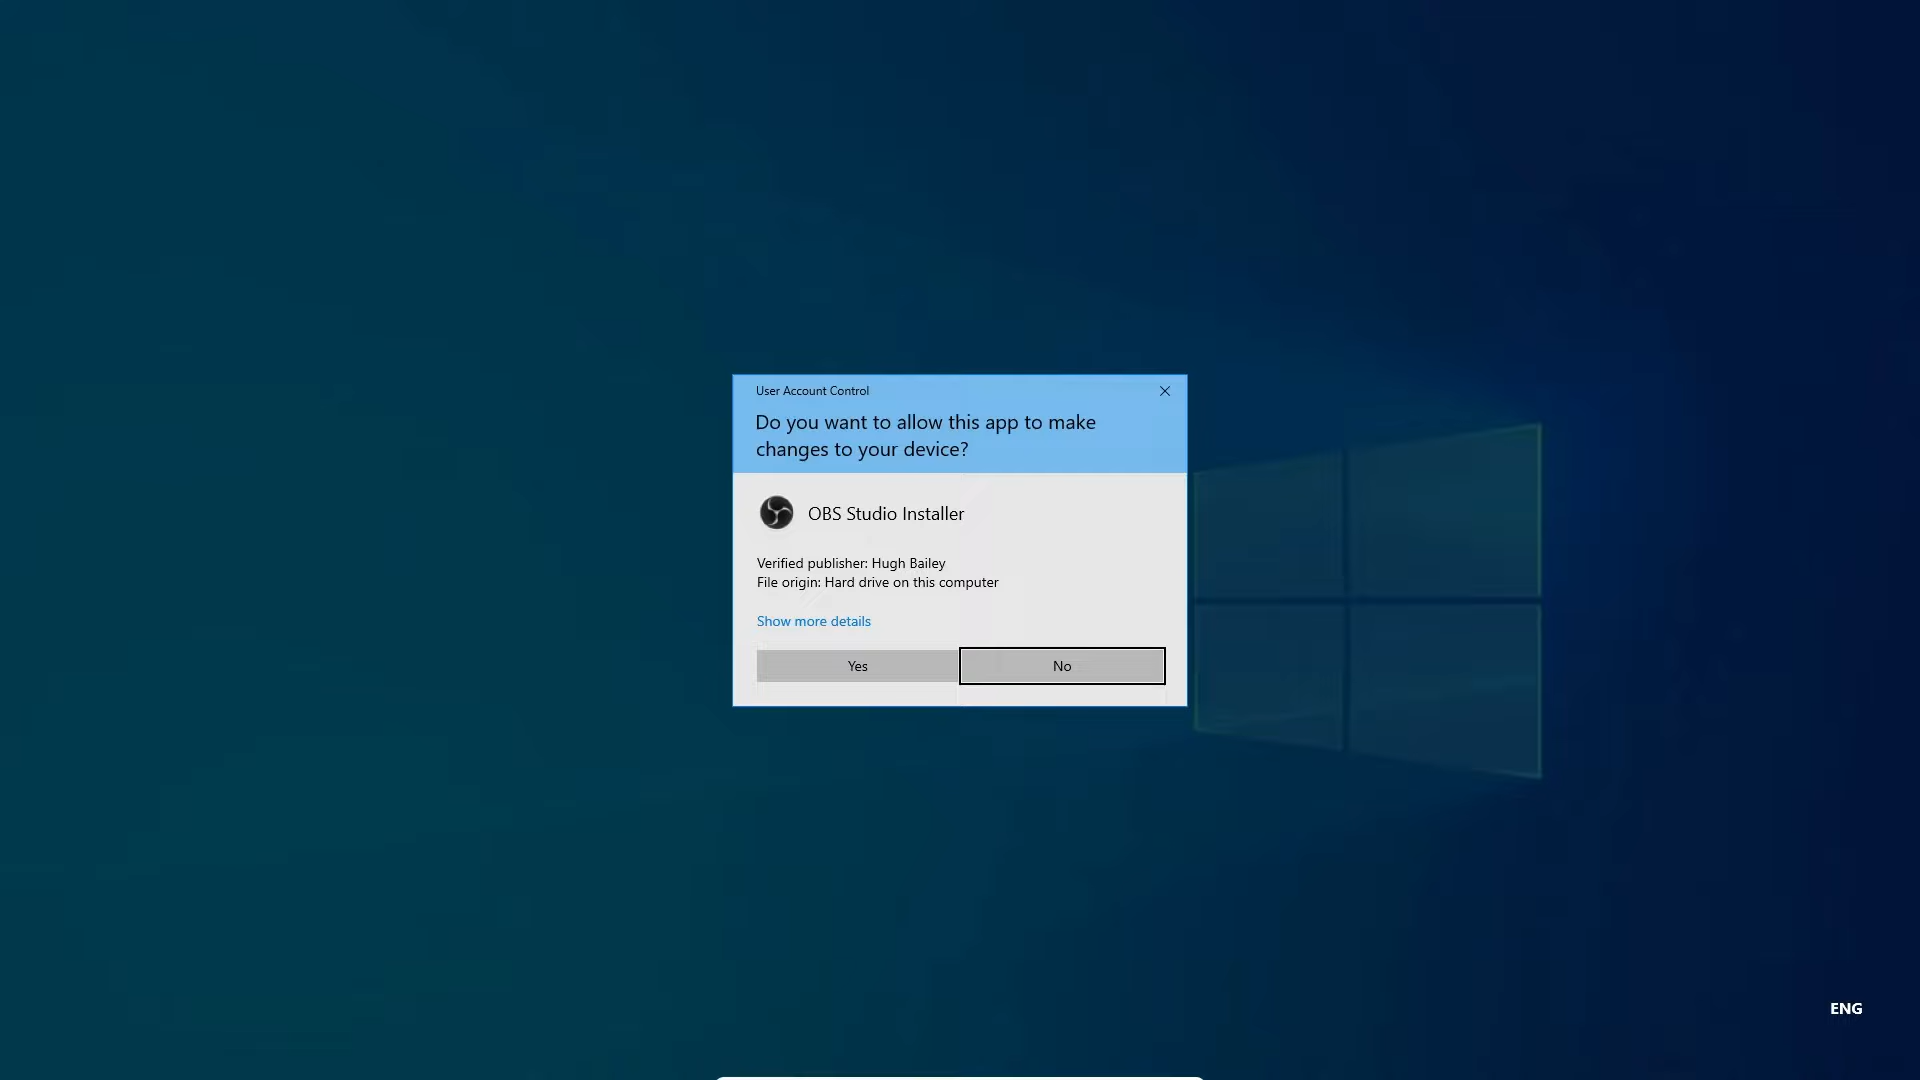 User Account Control
Do you want to allow this app to make
changes to your device?
OBS Studio Installer
Verified publisher: Hugh Bailey
File origin: Hard drive on this computer
Show more details
Yes
No
ENG